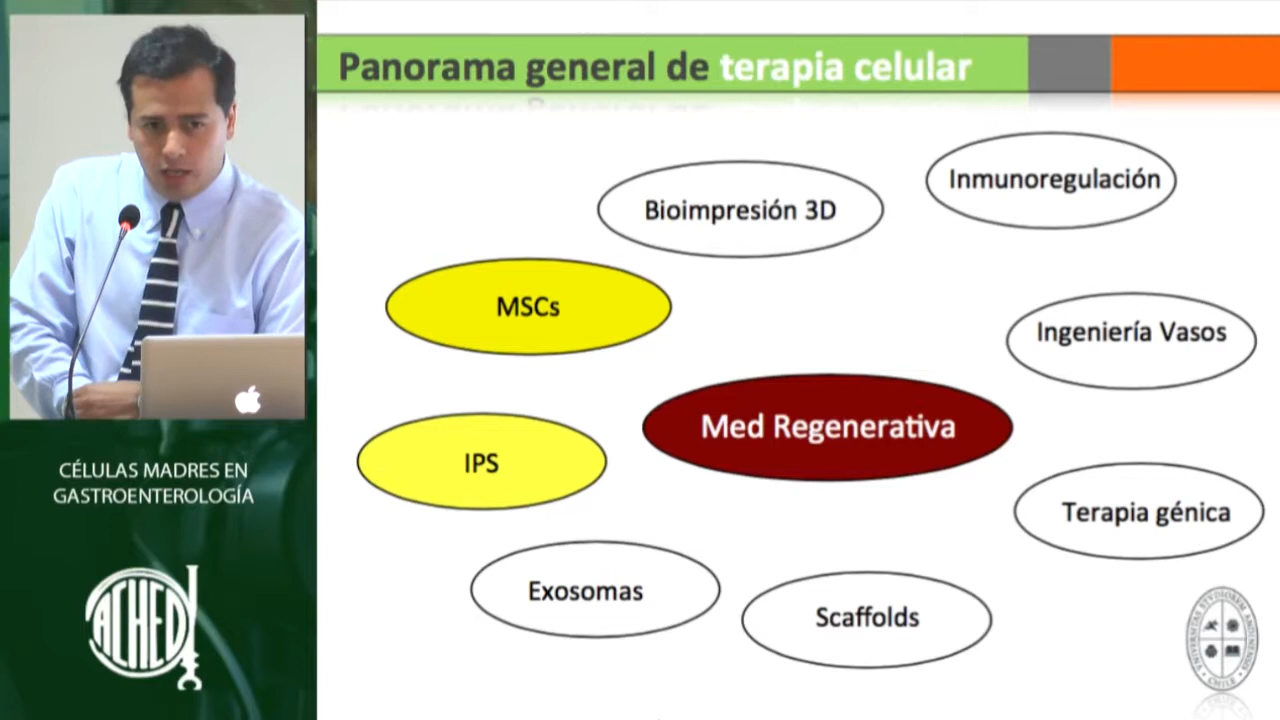 Panorama general de terapia celular
Inmunoregulación
Bioimpresión 3D
MSCs
Ingeniería Vasos
Med Regenerativa
IPS
Terapia génica
Exosomas
Scaffolds
CÉLULAS MADRES EN
GASTROENTEROLOGÍA
ACHED